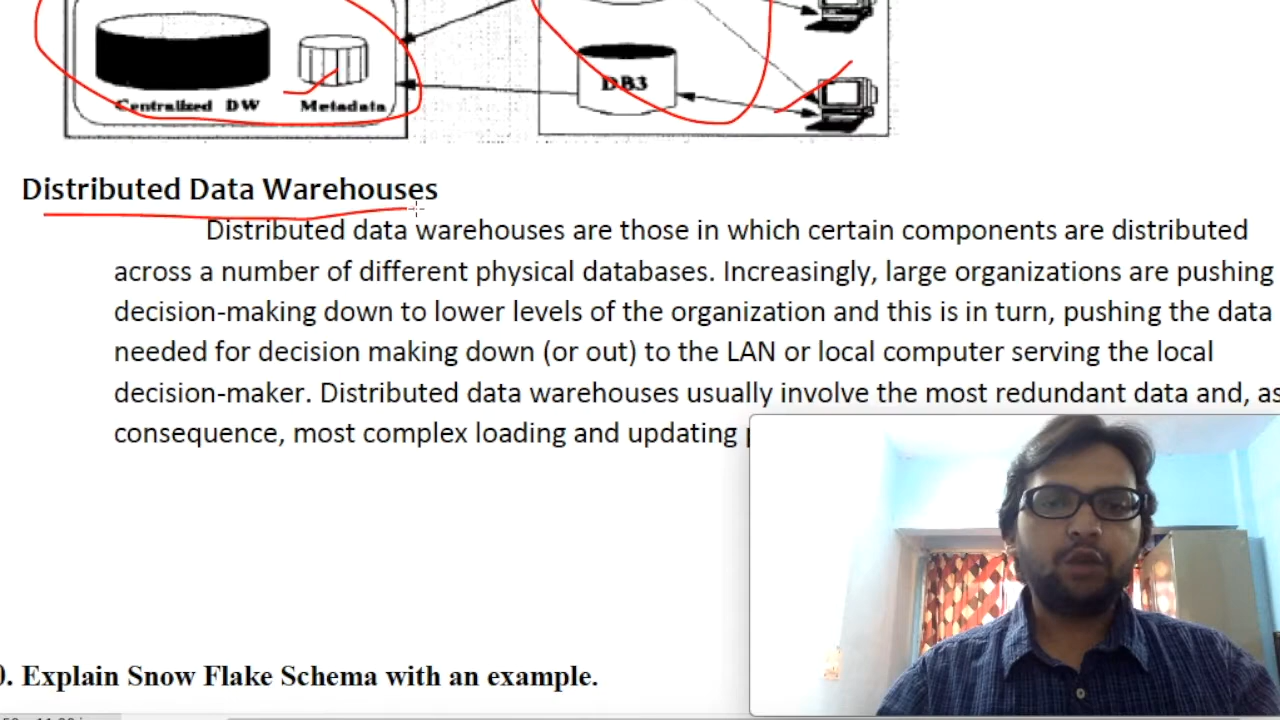 DB3
Centralized DW Metadata
Distributed Data Warehouses
Distributed data warehouses are those in which certain components are distributed
across a number of different physical databases. Increasingly, large organizations are pushing
decision-making down to lower levels of the organization and this is in turn, pushing the data
needed for decision making down (or out) to the LAN or local computer serving the local
decision-maker. Distributed data warehouses usually involve the most redundant data and, as
consequence, most complex loading and updating
. Explain Snow Flake Schema with an example.